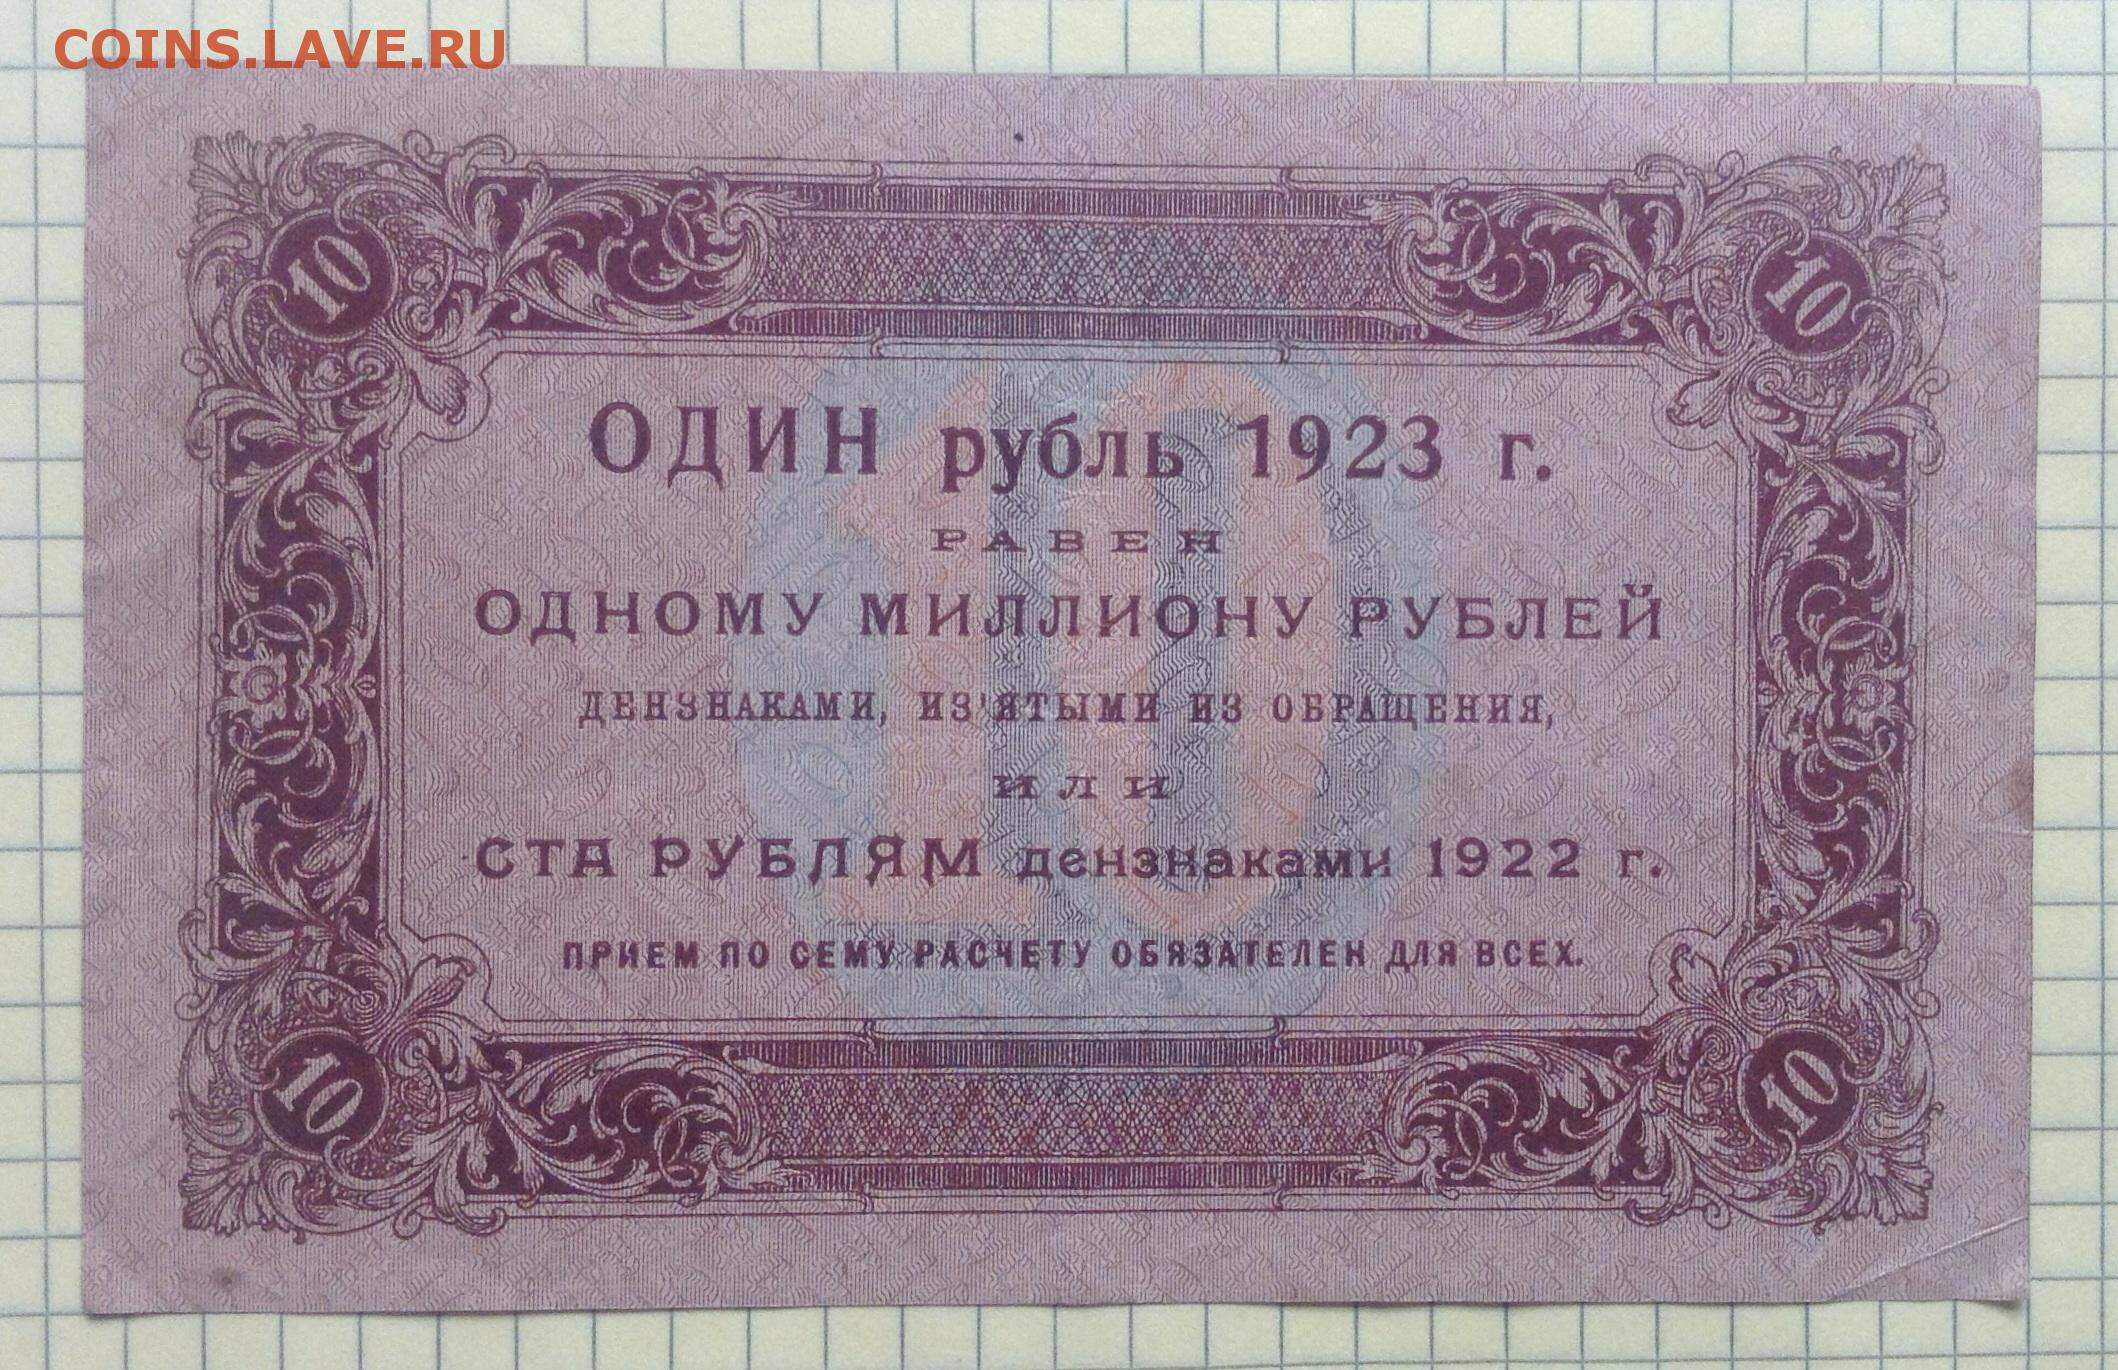 COINS.LAVE.RU
10 10
ОДИН рубль 1923 г.
РАВЕН
ОДНОМУ МИЛЛИОНУ РУБЛЕЙ
ДЕНЗНАКАМИ, ИЗ'ЯТЫМИ ИЗ ОБРАЩЕНИЯ,
ИЛИ
СТА РУБЛЯМ дензнаками 1922 г.
ПРИЕМ ПО СЕМУ РАСЧЕТУ ОБЯЗАТЕЛЕН ДЛЯ ВСЕХ.
10
10 10